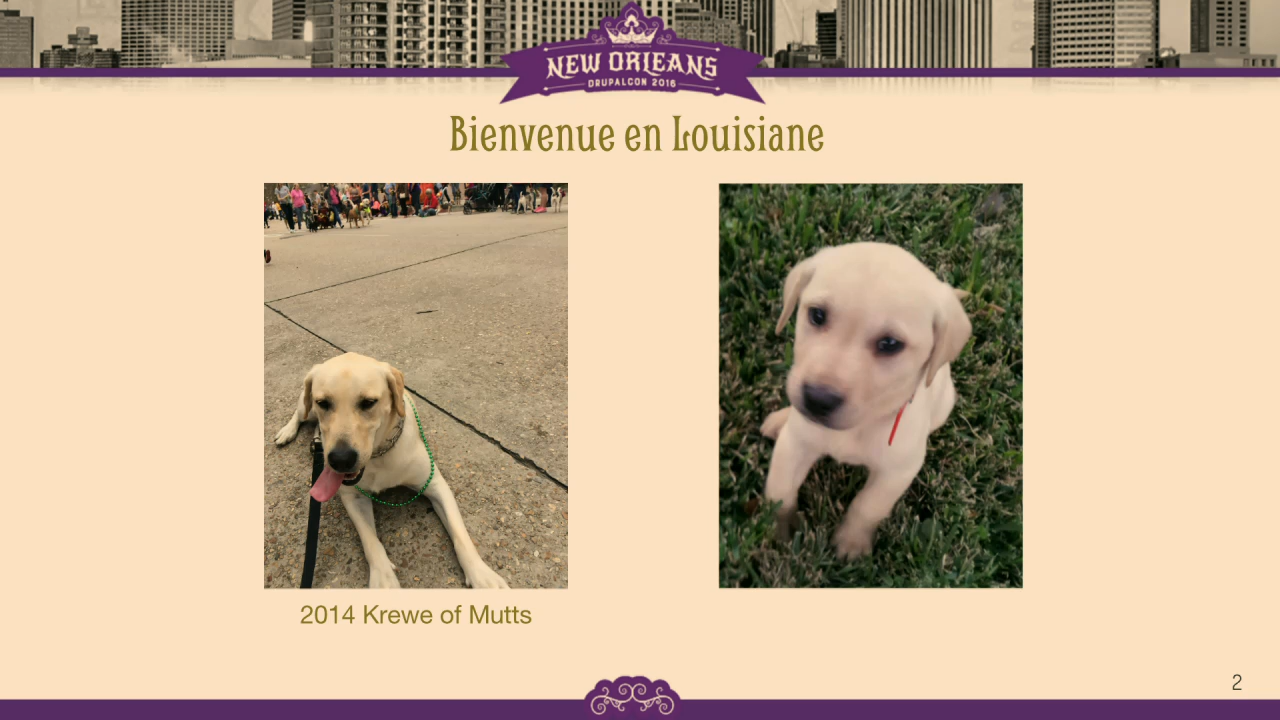 NEW ORLEANS
DRUPALCON 2016
Bienvenue en Louisiane
2014 Krewe of Mutts
2